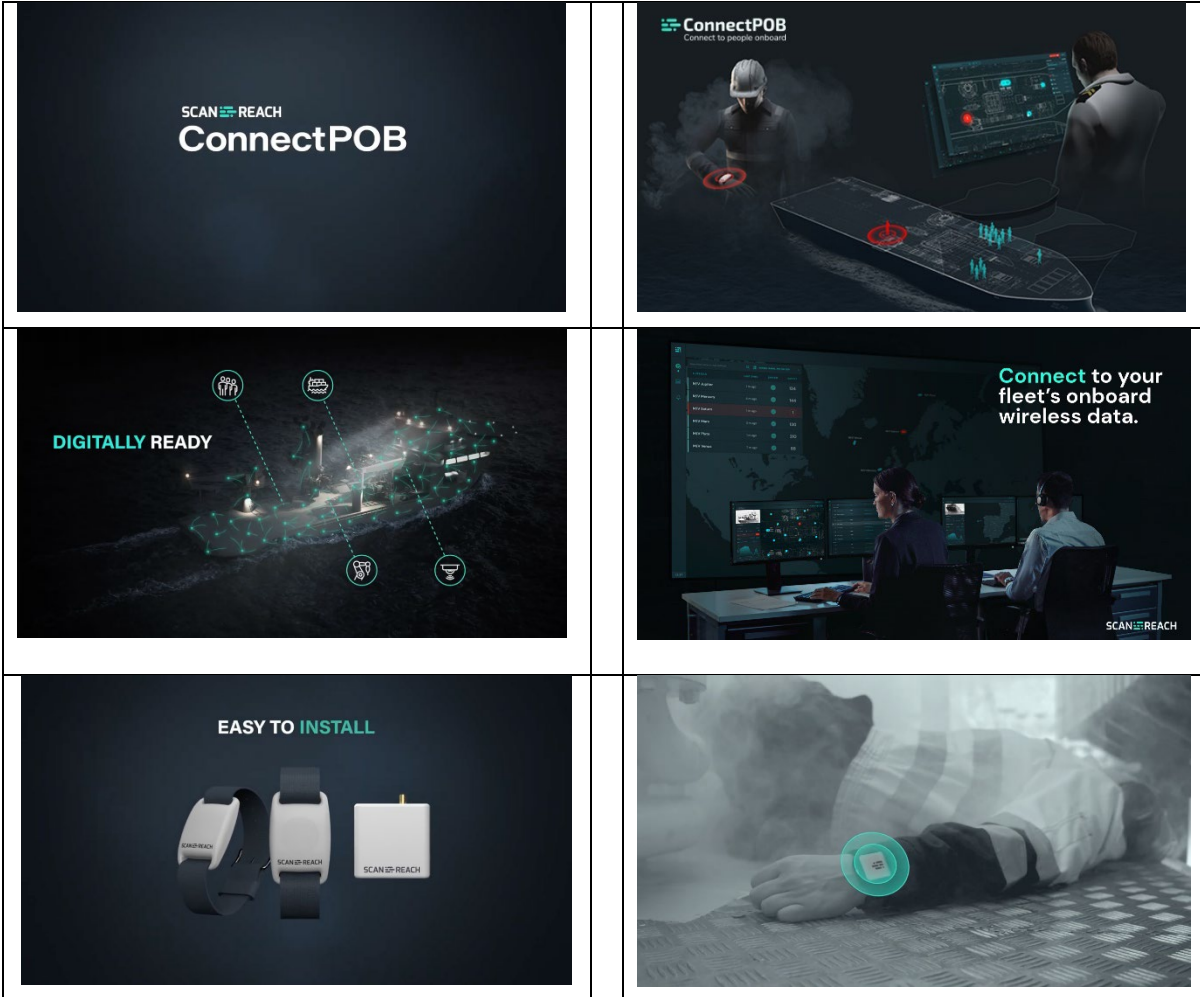 SCAN REACH
ConnectPOB
ConnectPOB
Connect to people onboard
DIGITALLY READY
Connect to your
fleet's onboard
wireless data.
SCAN REACH
EASY TO INSTALL
SCAN REACH
SCAN REACH
SCAN REACH